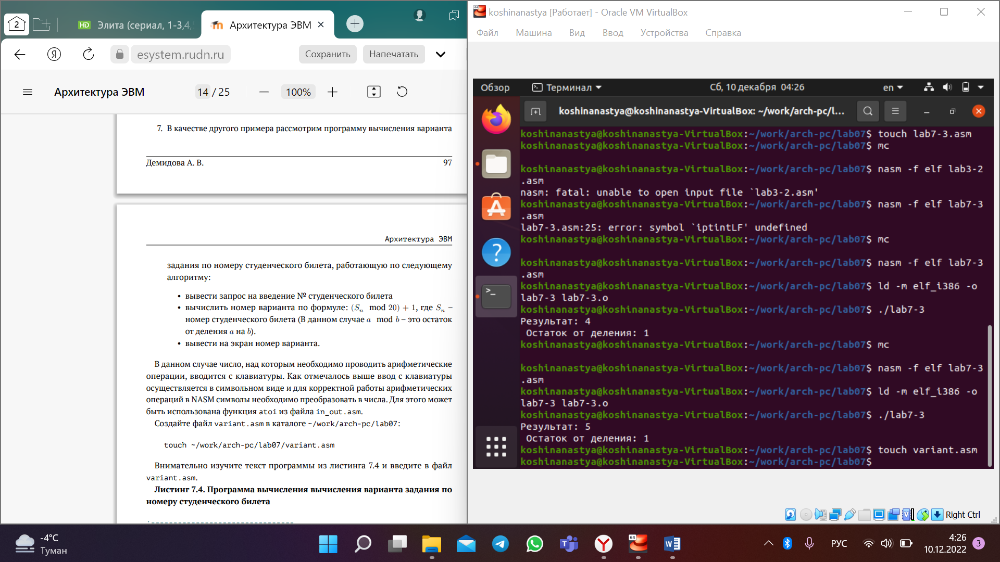 2
HD Элита (сериал, 1-3,4,
Архитектура ЭВМ
esystem.rudn.ru
Сохранить
Напечатать
Архитектура ЭВМ
14 / 25
100%
7. В качестве другого примера рассмотрим программу вычисления варианта
Демидова А. В.
97
Архитектура ЭВМ
задания по номеру студенческого билета, работающую по следующему
алгоритму:
• вывести запрос на введение № студенческого билета
• вычислить номер варианта по формуле: (Sn mod 20) + 1, где Sn –
номер студенческого билета (В данном случае a mod b – это остаток
от деления a на b).
• вывести на экран номер варианта.
В данном случае число, над которым необходимо проводить арифметические
операции, вводится с клавиатуры. Как отмечалось выше ввод с клавиатуры
осуществляется в символьном виде и для корректной работы арифметических
операций в NASM символы необходимо преобразовать в числа. Для этого может
быть использована функция atoi из файла in_out.asm.
Создайте файл variant.asm в каталоге ~/work/arch-pc/lab07:
touch ~/work/arch-pc/lab07/variant.asm
Внимательно изучите текст программы из листинга 7.4 и введите в файл
variant.asm.
Листинг 7.4. Программа вычисления вычисления варианта задания по
номеру студенческого билета
;--------------------------------
64
koshinanastya [Работает] - Oracle VM VirtualBox
Файл
Машина
Вид
Ввод
Устройства
Справка
Обзор
Терминал
Сб, 10 декабря 04:26
en
koshinanastya@koshinanastya-VirtualBox: ~/work/arch-pc/l...
koshinanastya@koshinanastya-VirtualBox:~/work/arch-pc/lab07$ touch lab7-3.asm
koshinanastya@koshinanastya-VirtualBox:~/work/arch-pc/lab07$ mc
koshinanastya@koshinanastya-VirtualBox:~/work/arch-pc/lab07$ nasm -f elf lab3-2
.asm
nasm: fatal: unable to open input file `lab3-2.asm'
koshinanastya@koshinanastya-VirtualBox:~/work/arch-pc/lab07$ nasm -f elf lab7-3
.asm
lab7-3.asm:25: error: symbol `iptintLF' undefined
koshinanastya@koshinanastya-VirtualBox:~/work/arch-pc/lab07$ mc
koshinanastya@koshinanastya-VirtualBox:~/work/arch-pc/lab07$ nasm -f elf lab7-3
.asm
koshinanastya@koshinanastya-VirtualBox:~/work/arch-pc/lab07$ ld -m elf_i386 -o
lab7-3 lab7-3.o
koshinanastya@koshinanastya-VirtualBox:~/work/arch-pc/lab07$ ./lab7-3
Результат: 4
Остаток от деления: 1
koshinanastya@koshinanastya-VirtualBox:~/work/arch-pc/lab07$ mc
koshinanastya@koshinanastya-VirtualBox:~/work/arch-pc/lab07$ nasm -f elf lab7-3
.asm
koshinanastya@koshinanastya-VirtualBox:~/work/arch-pc/lab07$ ld -m elf_i386 -o
lab7-3 lab7-3.o
koshinanastya@koshinanastya-VirtualBox:~/work/arch-pc/lab07$ ./lab7-3
Результат: 5
Остаток от деления: 1
koshinanastya@koshinanastya-VirtualBox:~/work/arch-pc/lab07$ touch variant.asm
koshinanastya@koshinanastya-VirtualBox:~/work/arch-pc/lab07$
Right Ctrl
-4°C
Туман
64
РУС
4:26
10.12.2022
3